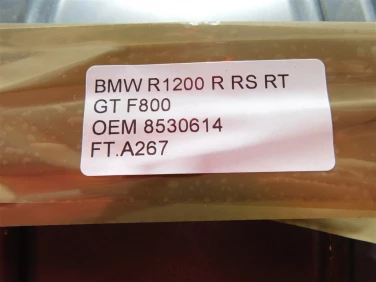 BMW R1200 R RS RT
GT F800
OEM 8530614
FT.A267